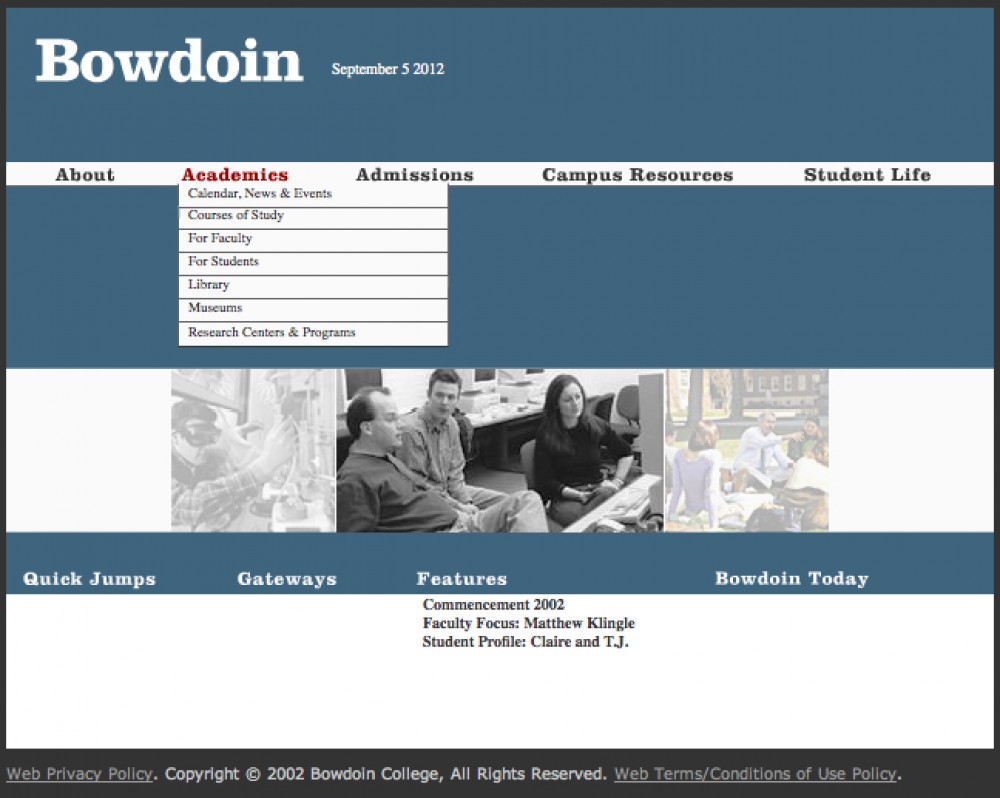 Bowdoin September 5 2012
About Academics Admissions Campus Resources Student Life
Calendar, News & Events
Courses of Study
For Faculty
For Students
Library
Museums
Research Centers & Programs
Quick Jumps Gateways Features Bowdoin Today
Commencement 2002
Faculty Focus: Matthew Klingle
Student Profile: Claire and T.J.
Web Privacy Policy. Copyright © 2002 Bowdoin College, All Rights Reserved. Web Terms/Conditions of Use Policy.